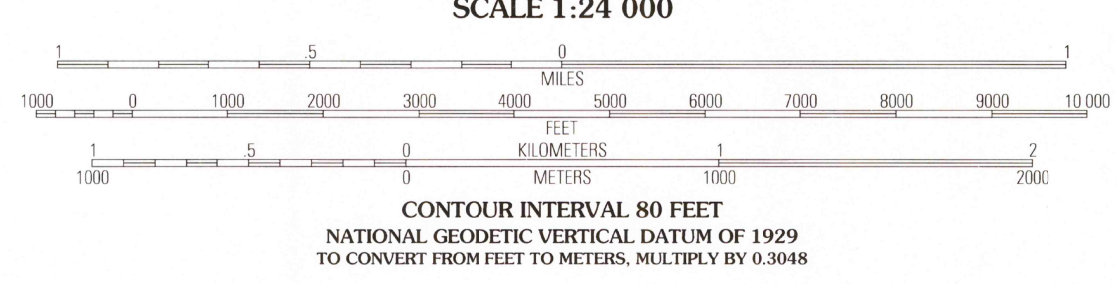 SCALE 1:24 000
1 .5 0 1
MILES
1000 0 1000 2000 3000 4000 5000 6000 7000 8000 9000 10 000
FEET
1 .5 0 KILOMETERS 1 2
1000 0 METERS 1000 2000
CONTOUR INTERVAL 80 FEET
NATIONAL GEODETIC VERTICAL DATUM OF 1929
TO CONVERT FROM FEET TO METERS, MULTIPLY BY 0.3048